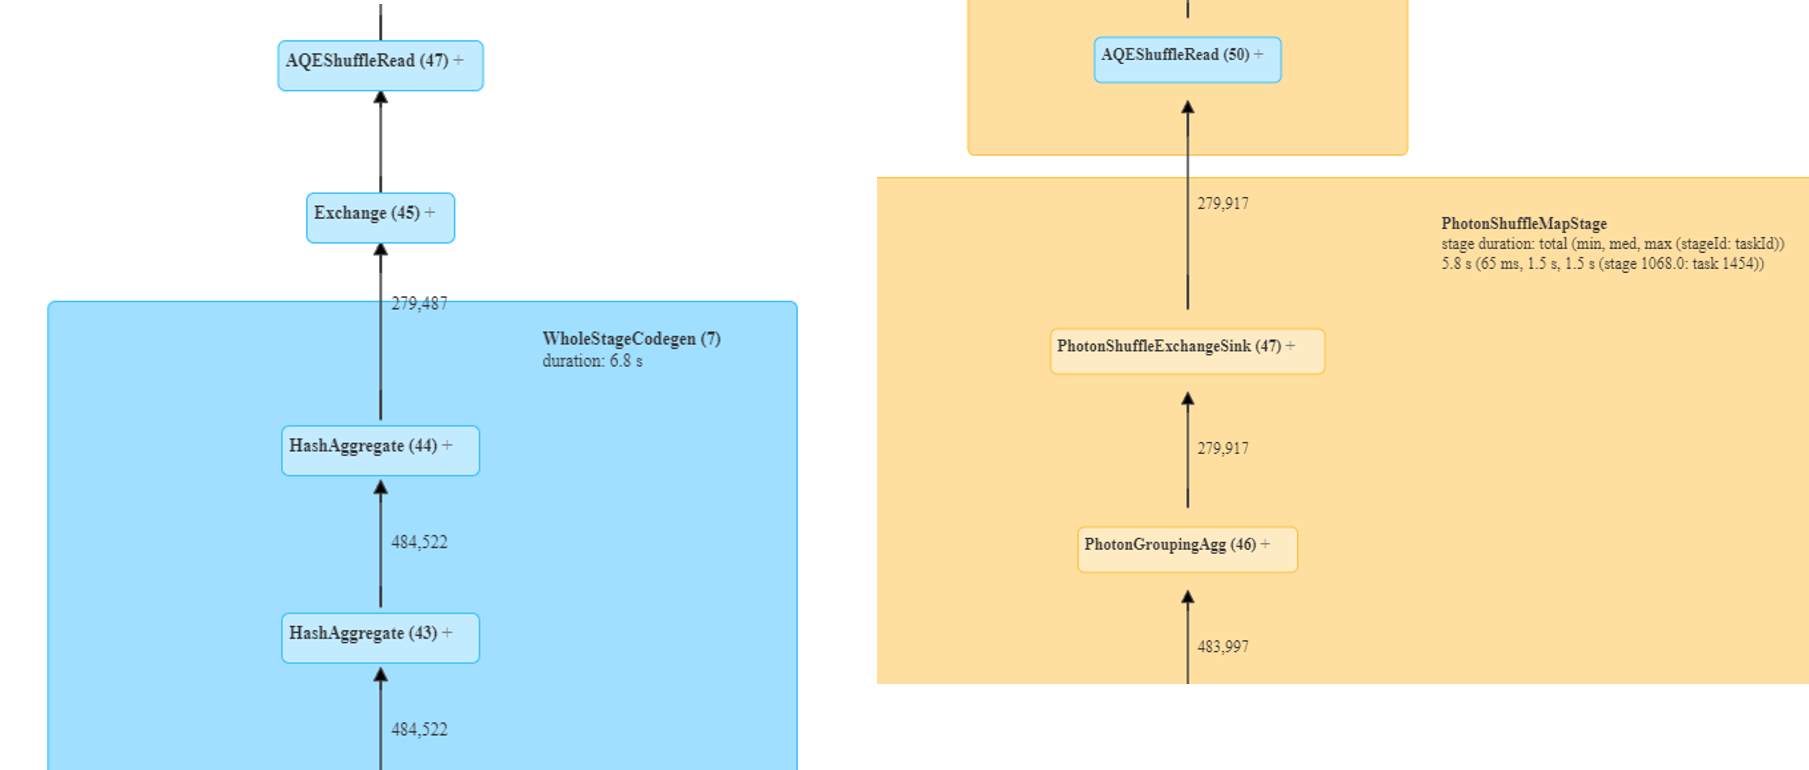 AQEShuffleRead (47) +
Exchange (45) +
279,487
WholeStageCodegen (7)
duration: 6.8 s
HashAggregate (44) +
484,522
HashAggregate (43) +
484,522
AQEShuffleRead (50) +
279,917
PhotonShuffleMapStage
stage duration: total (min, med, max (stageId: taskId))
5.8 s (65 ms, 1.5 s, 1.5 s (stage 1068.0: task 1454))
PhotonShuffleExchangeSink (47) +
279,917
PhotonGroupingAgg (46) +
483,997